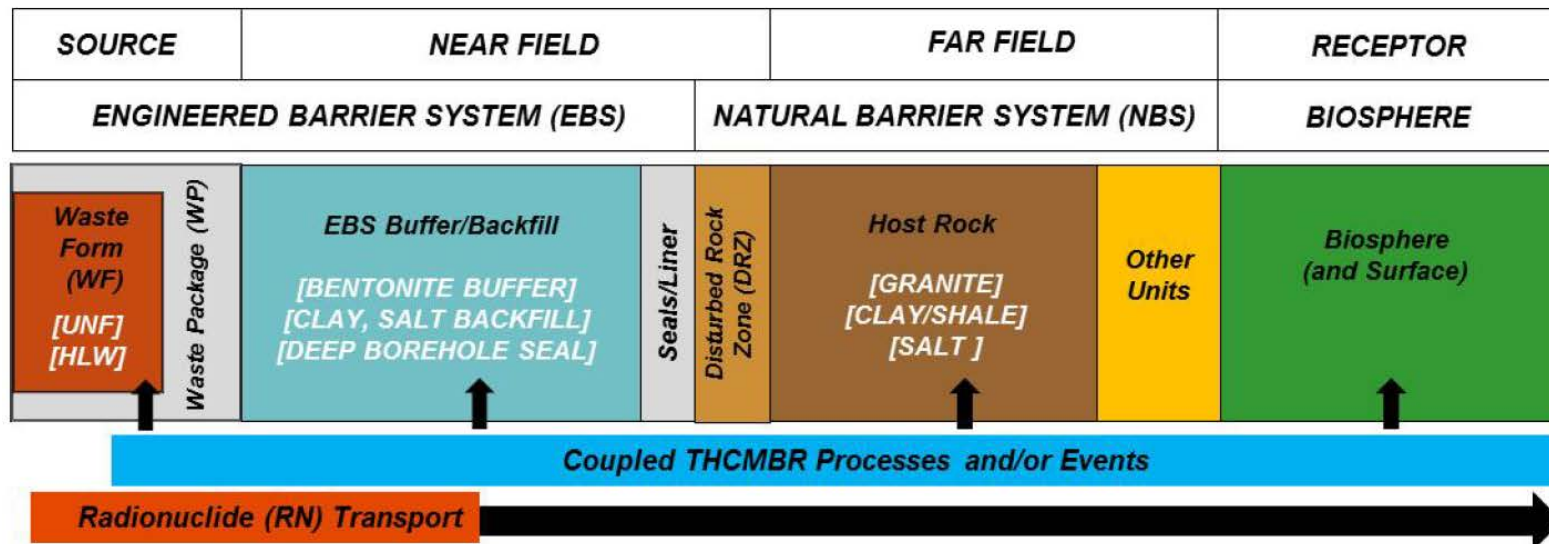 SOURCE
NEAR FIELD
FAR FIELD
RECEPTOR
ENGINEERED BARRIER SYSTEM (EBS)
NATURAL BARRIER SYSTEM (NBS)
BIOSPHERE
Waste
Form
(WF)
[UNF]
[HLW]
Waste Package (WP)
EBS Buffer/Backfill
[BENTONITE BUFFER]
[CLAY, SALT BACKFILL]
[DEEP BOREHOLE SEAL]
Seals/Liner
Disturbed Rock
Zone (DRZ)
Host Rock
[GRANITE]
[CLAY/SHALE]
[SALT ]
Other
Units
Biosphere
(and Surface)
Coupled THCMBR Processes and/or Events
Radionuclide (RN) Transport